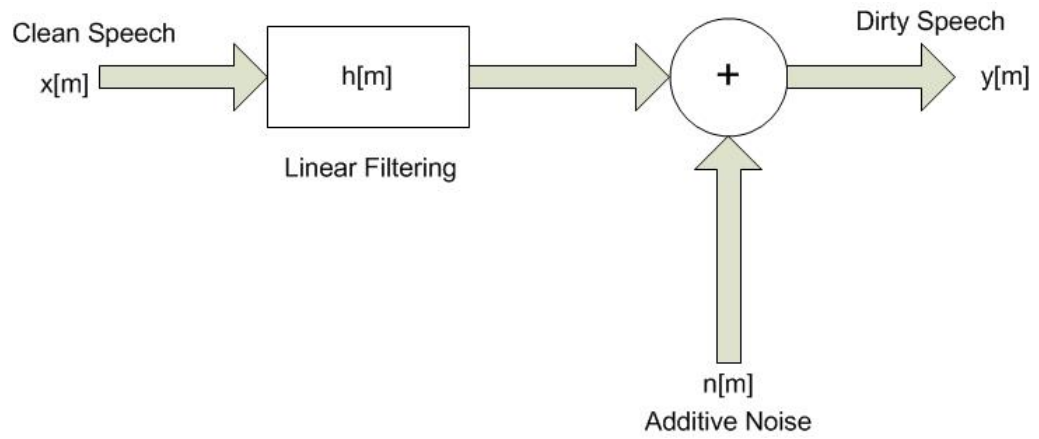 Clean Speech
x[m]
h[m]
Linear Filtering
+
Dirty Speech
y[m]
n[m]
Additive Noise